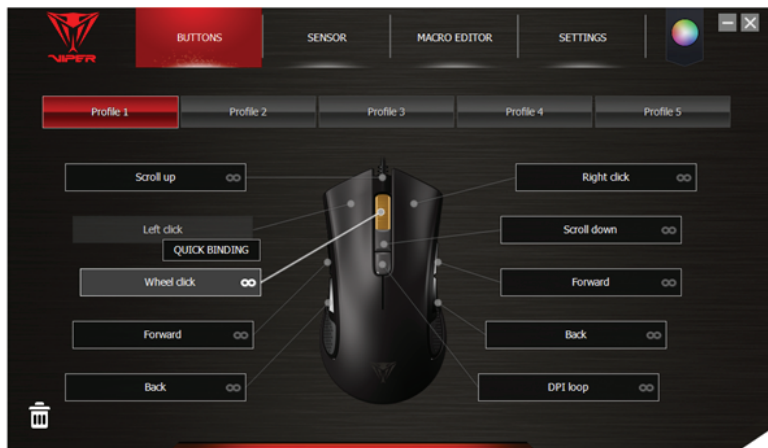 VIPER
BUTTONS
SENSOR
MACRO EDITOR
SETTINGS
Profile 1
Profile 2
Profile 3
Profile 4
Profile 5
Scroll up
Right click
Left click
Scroll down
QUICK BINDING
Wheel click
Forward
Forward
Back
Back
DPI loop